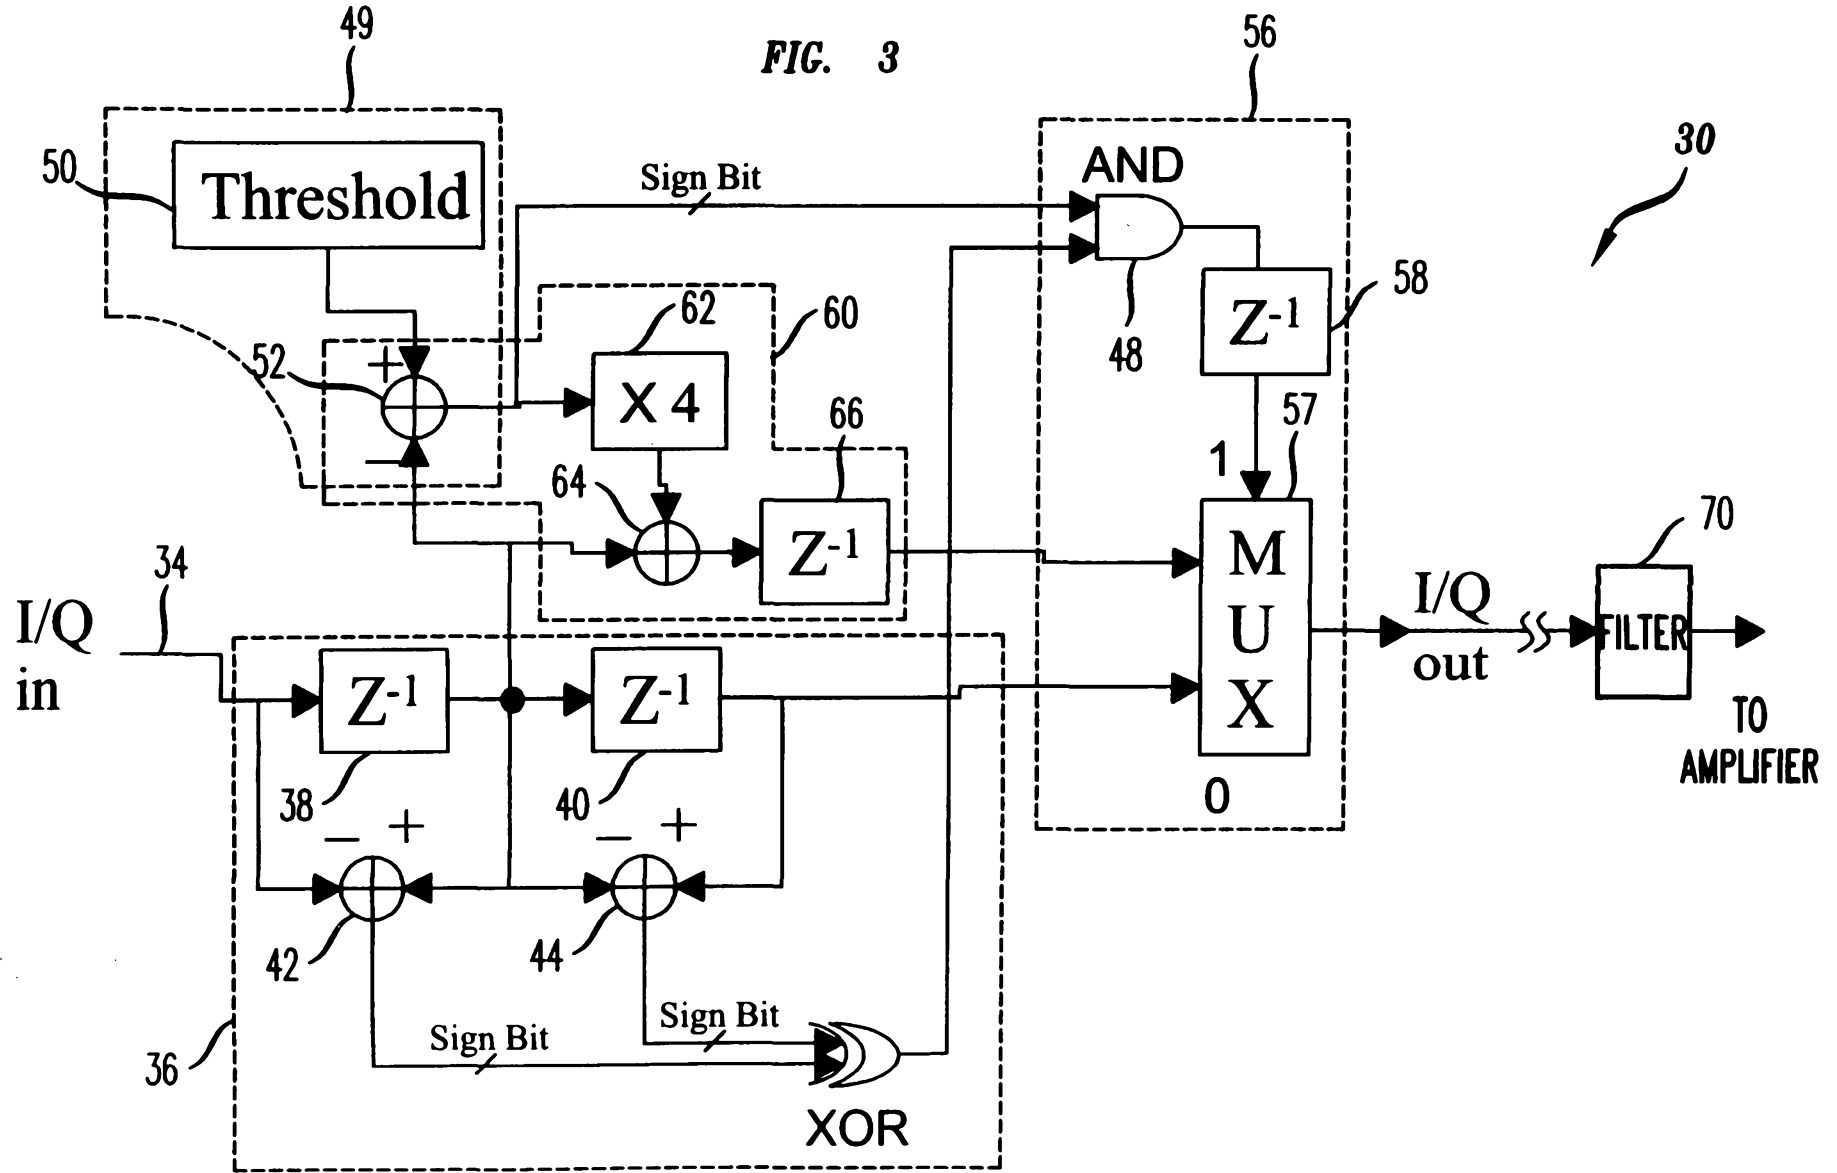 FIG. 3
49
56
30
50
Threshold
Sign Bit
AND
48
Z-1
58
52
+
−
62
X 4
60
64
66
Z-1
1
57
MUX
0
70
FILTER
I/Q
out
TO
AMPLIFIER
34
I/Q
in
Z-1
38
Z-1
40
− +
− +
42
44
Sign Bit
Sign Bit
36
XOR